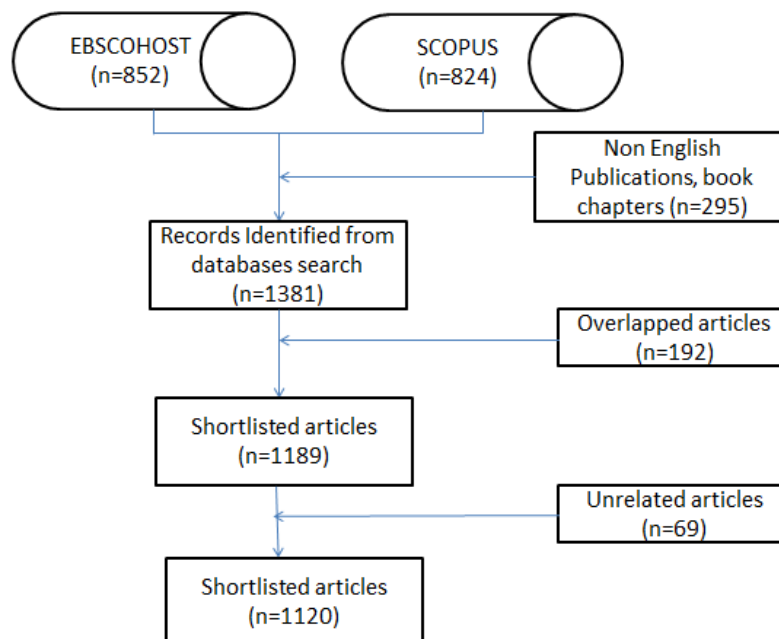 EBSCOHOST
(n=852)
SCOPUS
(n=824)
Non English
Publications, book
chapters (n=295)
Records Identified from
databases search
(n=1381)
Overlapped articles
(n=192)
Shortlisted articles
(n=1189)
Unrelated articles
(n=69)
Shortlisted articles
(n=1120)